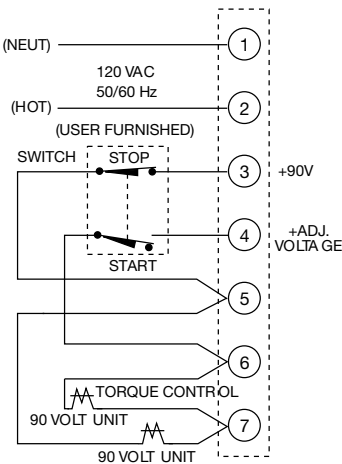 (NEUT)
1
120 VAC
50/60 Hz
(HOT)
2
(USER FURNISHED)
SWITCH
STOP
3
+90V
4
+ADJ.
VOLTA GE
START
5
6
TORQUE CONTROL
90 VOLT UNIT
7
90 VOLT UNIT